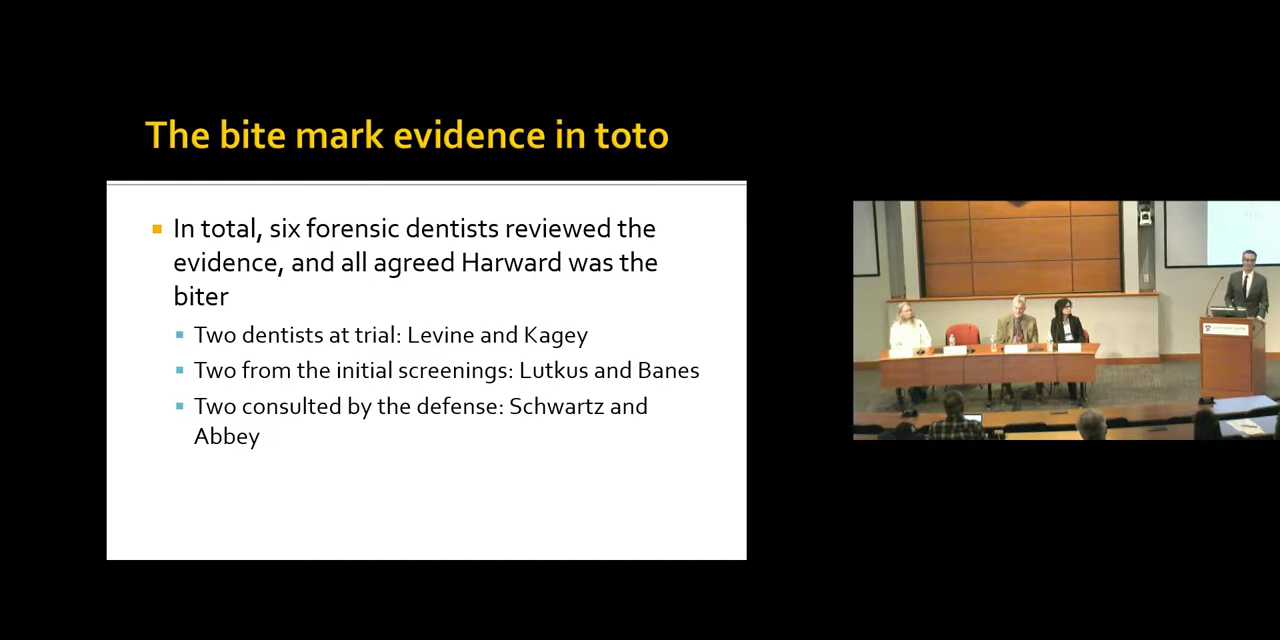 The bite mark evidence in toto
In total, six forensic dentists reviewed the
evidence, and all agreed Harward was the
biter
Two dentists at trial: Levine and Kagey
Two from the initial screenings: Lutkus and Banes
Two consulted by the defense: Schwartz and
Abbey